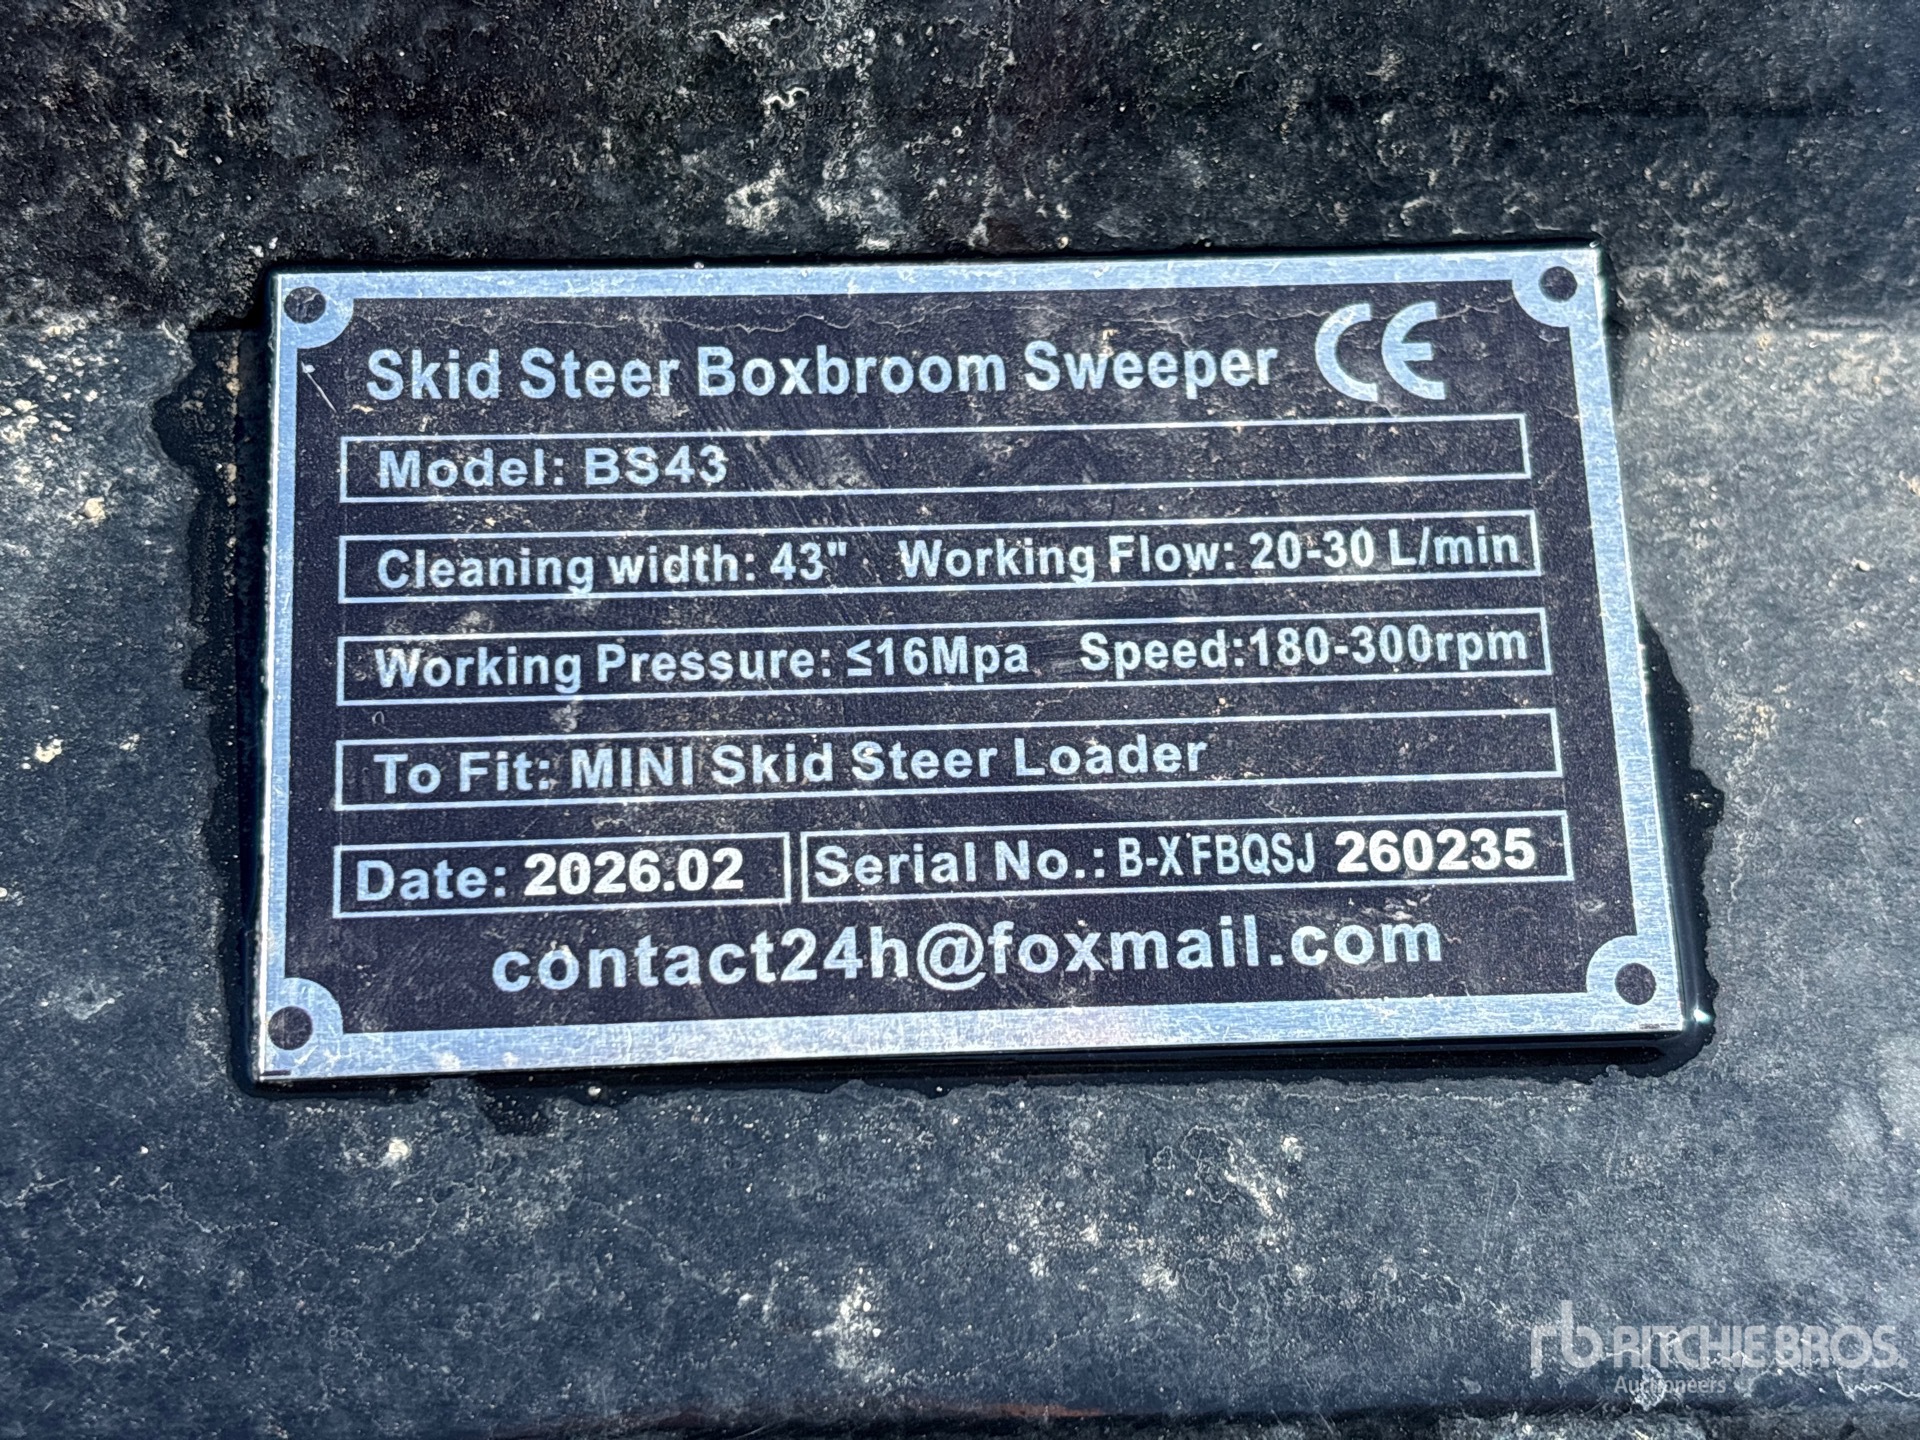 Skid Steer Boxbroom Sweeper CE
Model: BS43
Cleaning width: 43" Working Flow: 20-30 L/min
Working Pressure: ≤16Mpa Speed:180-300rpm
To Fit: MINI Skid Steer Loader
Date: 2026.02 Serial No.: B-XFBQSJ 260235
contact24h@foxmail.com
rb RITCHIE BROS.
Auctioneers